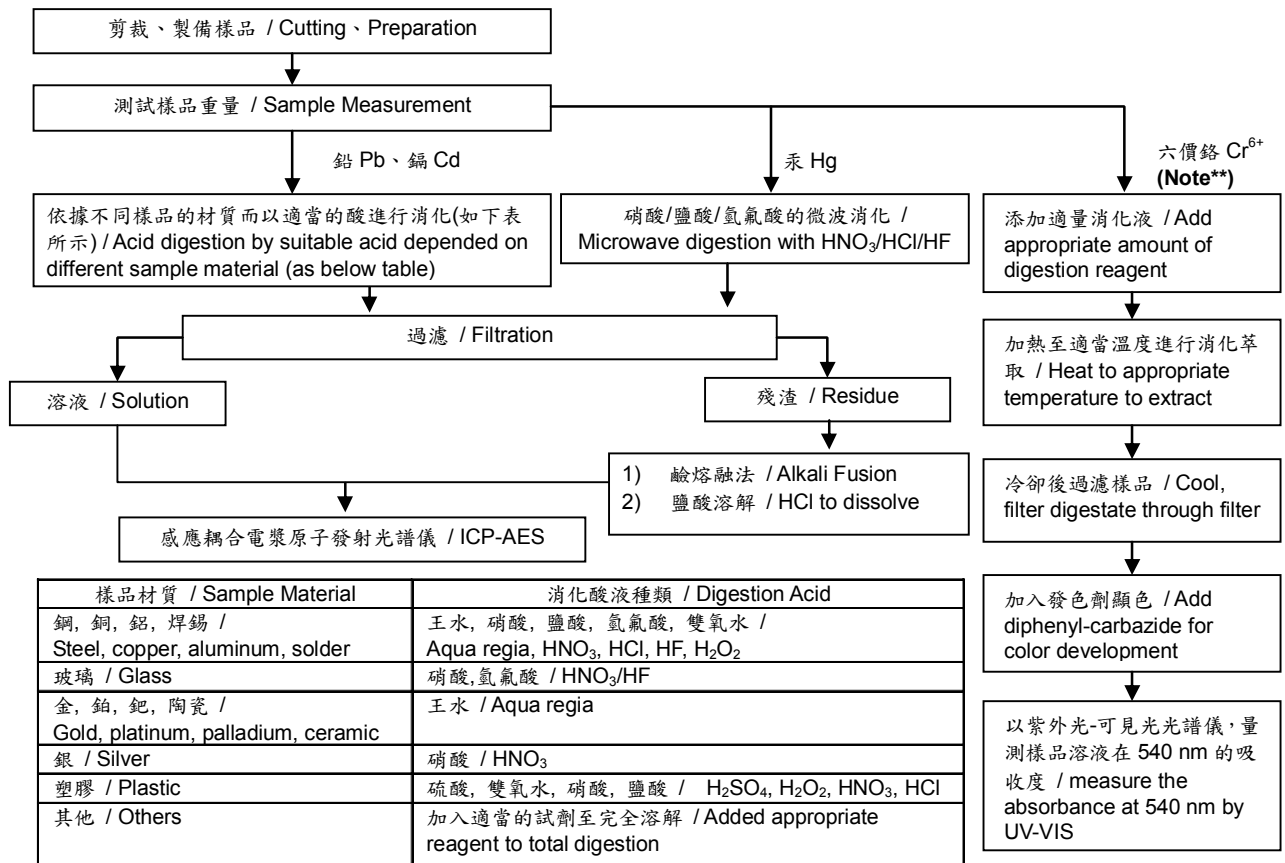 剪裁、製備樣品 / Cutting、Preparation
測試樣品重量 / Sample Measurement
鉛 Pb、鎘 Cd
汞 Hg
六價鉻 Cr⁶⁺
(Note**)
依據不同樣品的材質而以適當的酸進行消化(如下表
所示) / Acid digestion by suitable acid depended on
different sample material (as below table)
硝酸/鹽酸/氫氟酸的微波消化 /
Microwave digestion with HNO₃/HCl/HF
添加適量消化液 / Add
appropriate amount of
digestion reagent
過濾 / Filtration
加熱至適當溫度進行消化萃
取 / Heat to appropriate
temperature to extract
溶液 / Solution
殘渣 / Residue
1) 鹼熔融法 / Alkali Fusion
2) 鹽酸溶解 / HCl to dissolve
冷卻後過濾樣品 / Cool,
filter digestate through filter
感應耦合電漿原子發射光譜儀 / ICP-AES
加入發色劑顯色 / Add
diphenyl-carbazide for
color development
以紫外光-可見光光譜儀，量
測樣品溶液在 540 nm 的吸
收度 / measure the
absorbance at 540 nm by
UV-VIS
樣品材質 / Sample Material
消化酸液種類 / Digestion Acid
鋼, 銅, 鋁, 焊錫 /
Steel, copper, aluminum, solder
王水, 硝酸, 鹽酸, 氫氟酸, 雙氧水 /
Aqua regia, HNO₃, HCl, HF, H₂O₂
玻璃 / Glass
硝酸,氫氟酸 / HNO₃/HF
金, 鉑, 鈀, 陶瓷 /
Gold, platinum, palladium, ceramic
王水 / Aqua regia
銀 / Silver
硝酸 / HNO₃
塑膠 / Plastic
硫酸, 雙氧水, 硝酸, 鹽酸 / H₂SO₄, H₂O₂, HNO₃, HCl
其他 / Others
加入適當的試劑至完全溶解 / Added appropriate
reagent to total digestion